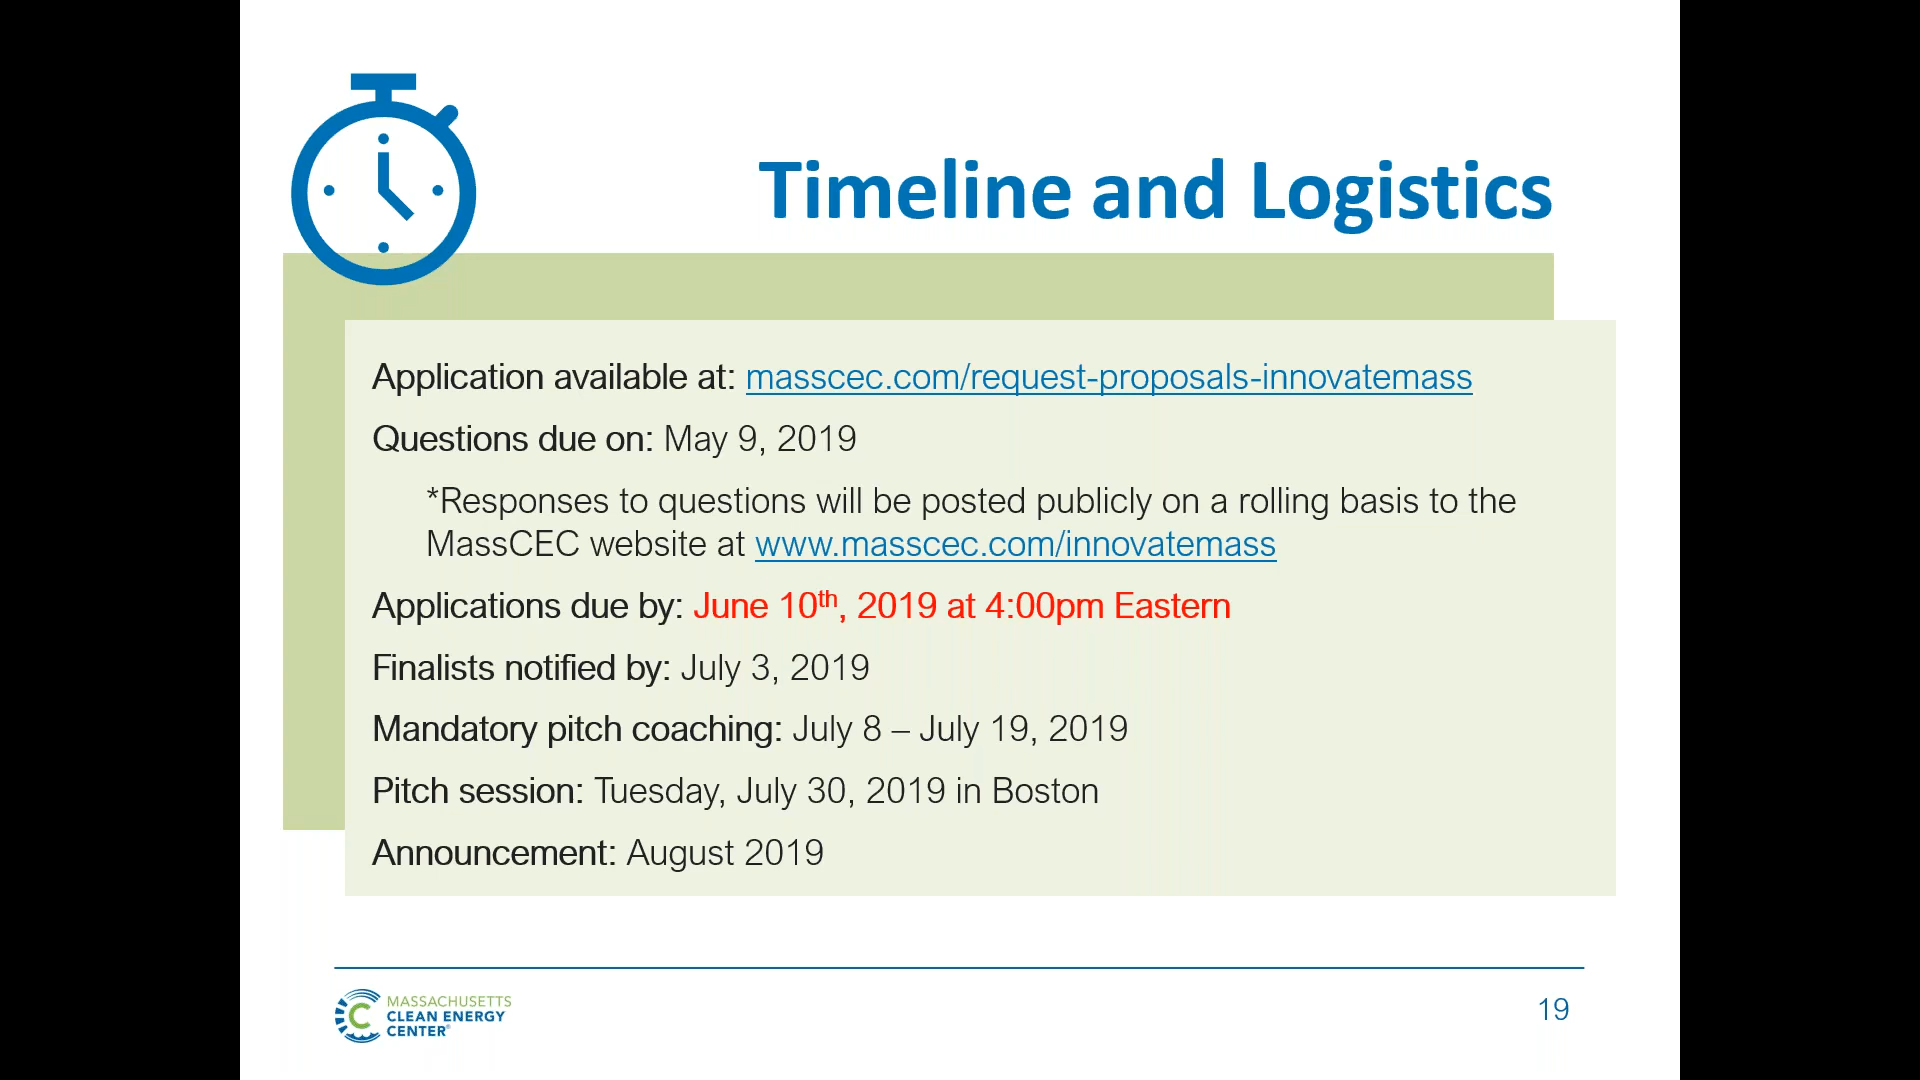 Timeline and Logistics
Application available at: masscec.com/request-proposals-innovatemass
Questions due on: May 9, 2019
*Responses to questions will be posted publicly on a rolling basis to the
MassCEC website at www.masscec.com/innovatemass
Applications due by: June 10th, 2019 at 4:00pm Eastern
Finalists notified by: July 3, 2019
Mandatory pitch coaching: July 8 – July 19, 2019
Pitch session: Tuesday, July 30, 2019 in Boston
Announcement: August 2019
MASSACHUSETTS
CLEAN ENERGY
CENTER®
19